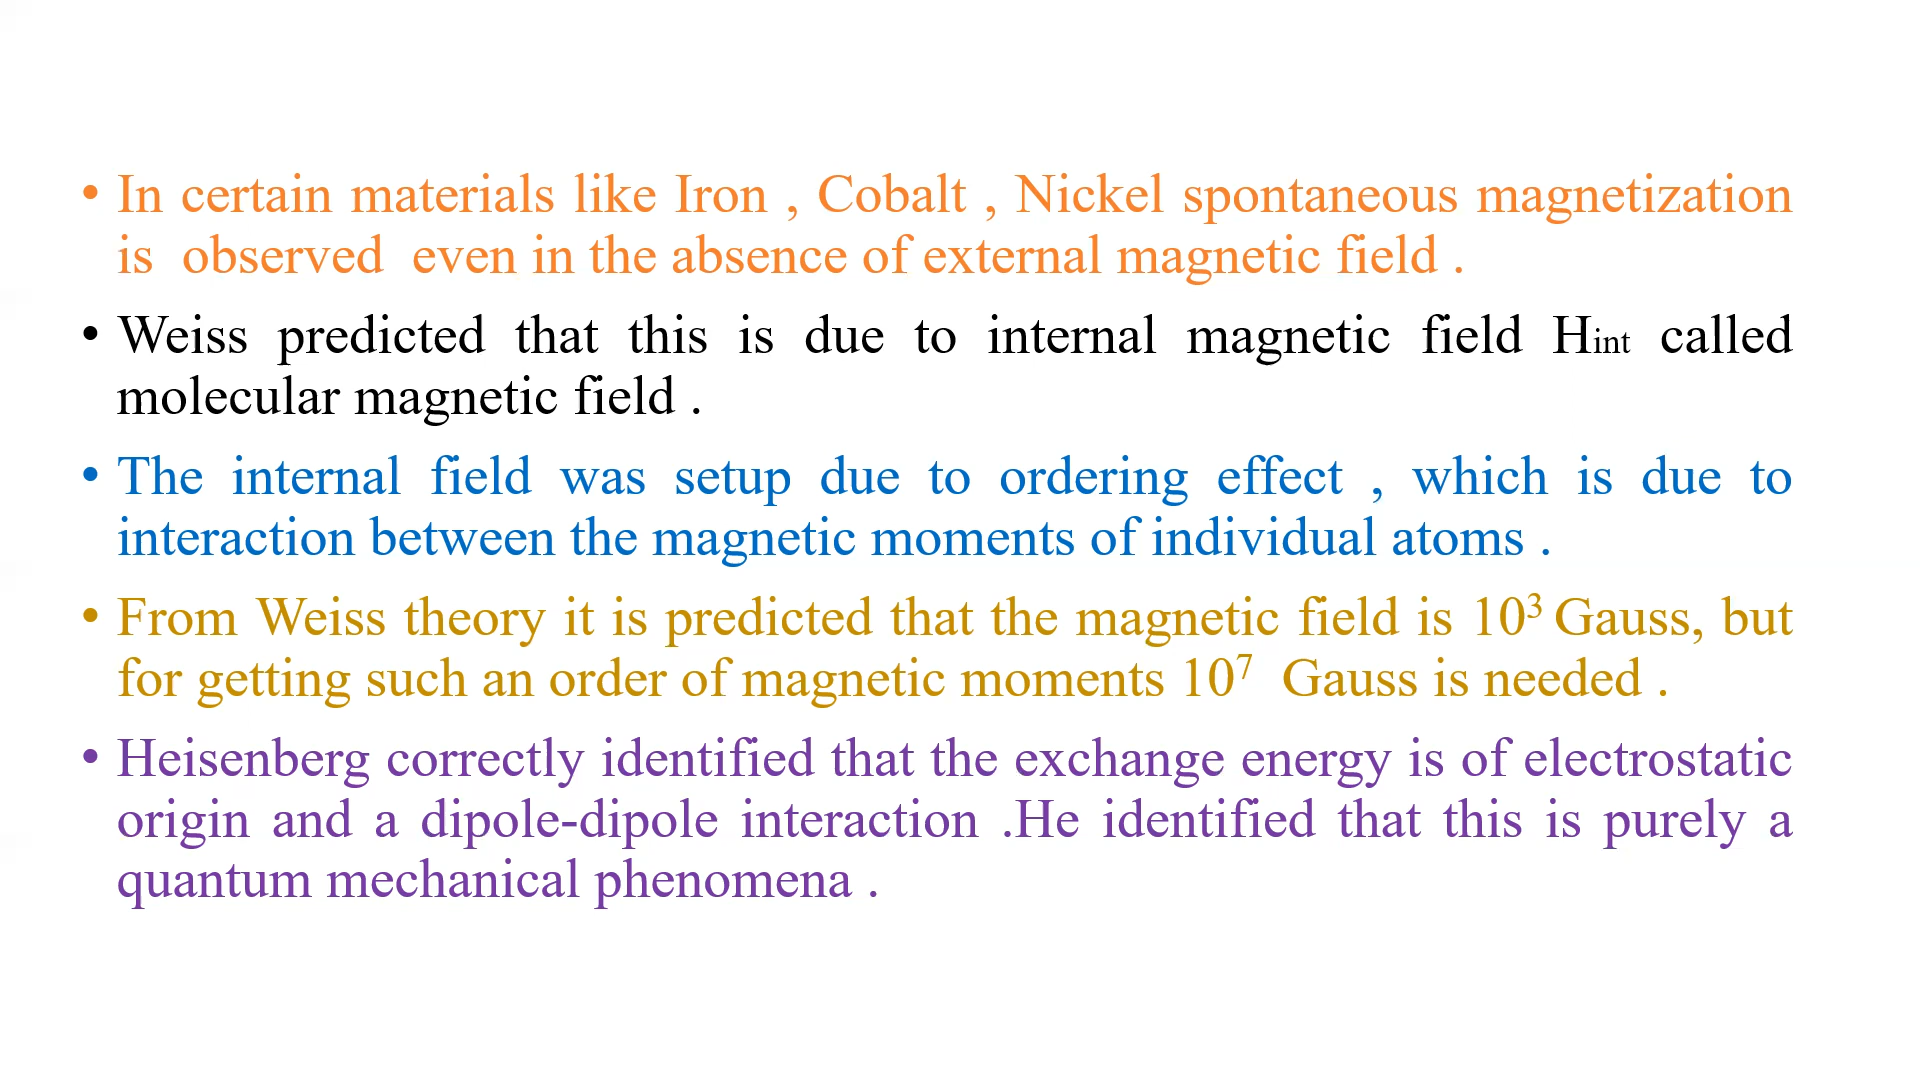 • In certain materials like Iron , Cobalt , Nickel spontaneous magnetization
is observed even in the absence of external magnetic field .
• Weiss predicted that this is due to internal magnetic field Hint called
molecular magnetic field .
• The internal field was setup due to ordering effect , which is due to
interaction between the magnetic moments of individual atoms .
• From Weiss theory it is predicted that the magnetic field is 10³ Gauss, but
for getting such an order of magnetic moments 10⁷ Gauss is needed .
• Heisenberg correctly identified that the exchange energy is of electrostatic
origin and a dipole-dipole interaction .He identified that this is purely a
quantum mechanical phenomena .